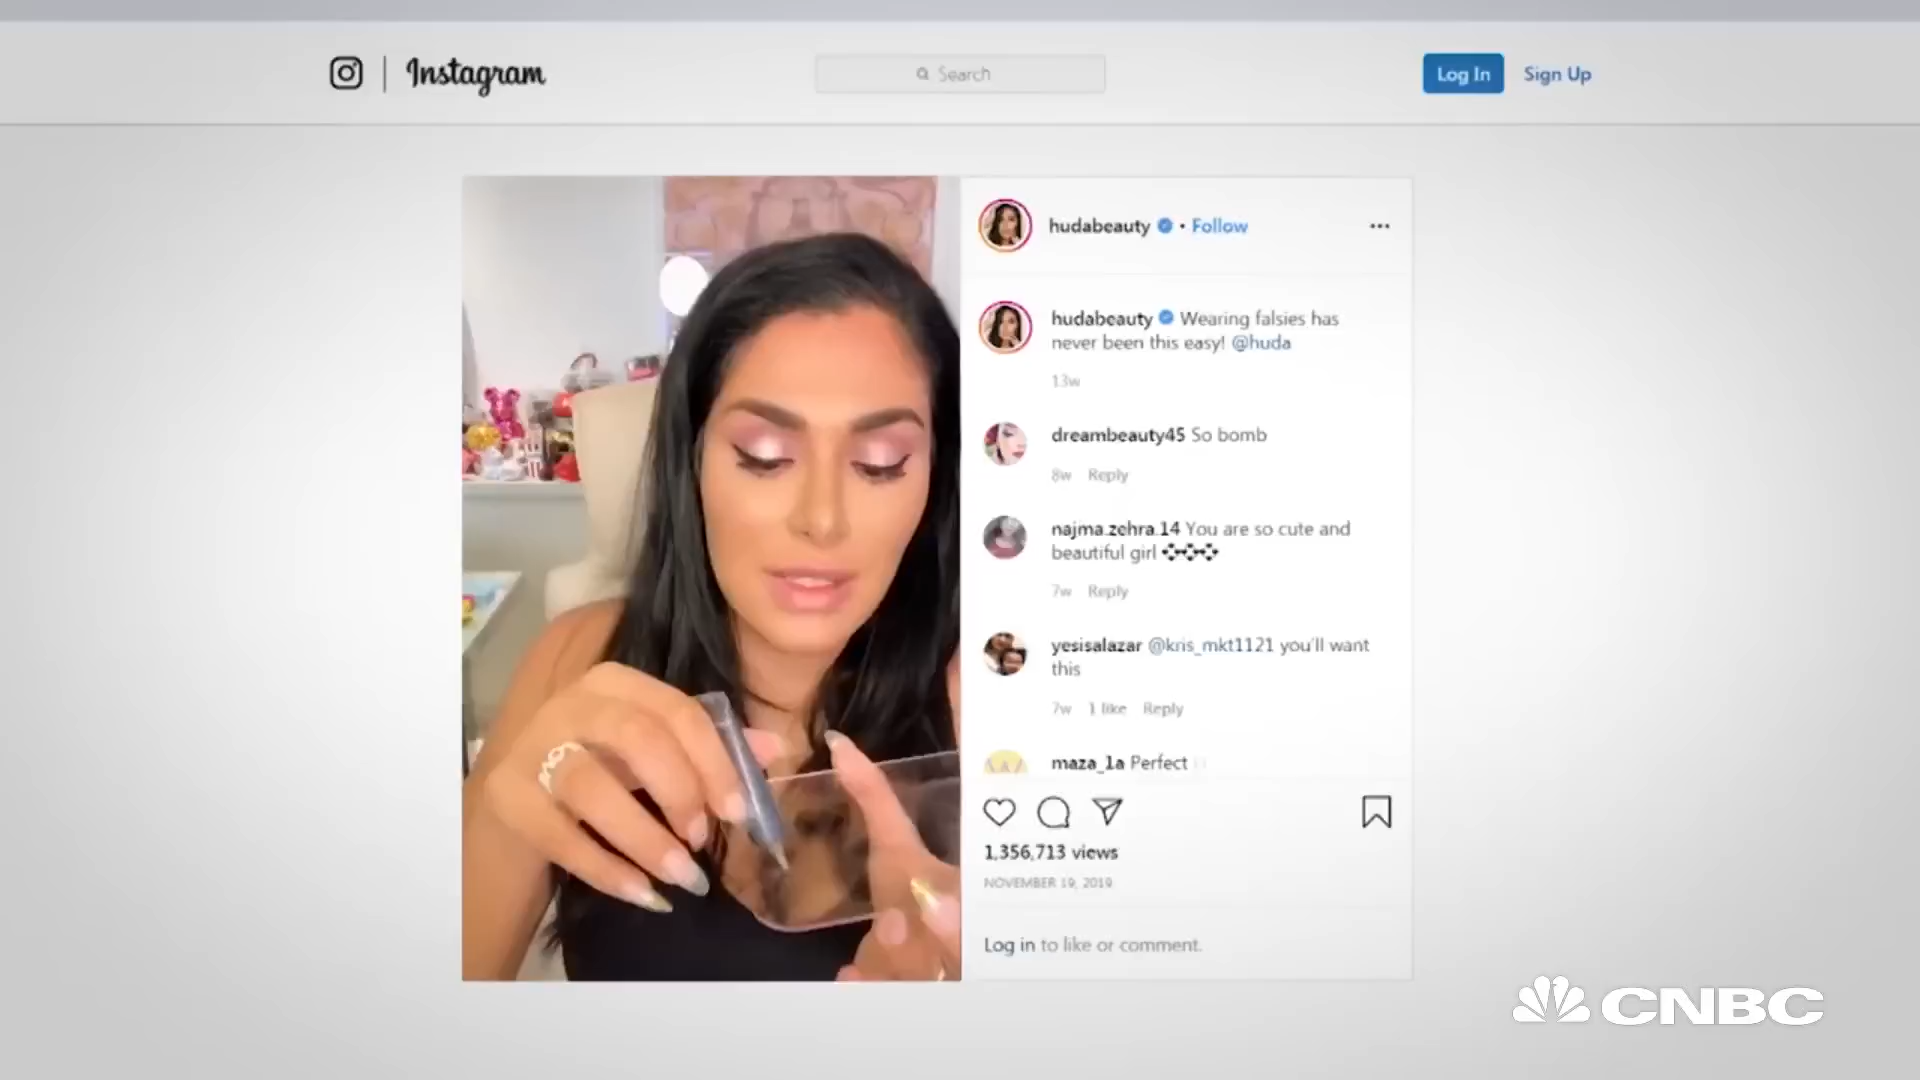 Instagram
Search
Log In
Sign Up
hudabeauty • Follow
hudabeauty Wearing falsies has
never been this easy! @huda
13w
dreambeauty45 So bomb
8w Reply
najma.zehra.14 You are so cute and
beautiful girl
7w Reply
yesisalazar @kris_mkt1121 you'll want
this
7w 1 like Reply
maza_1a Perfect
1,356,713 views
NOVEMBER 19, 2019
Log in to like or comment.
CNBC